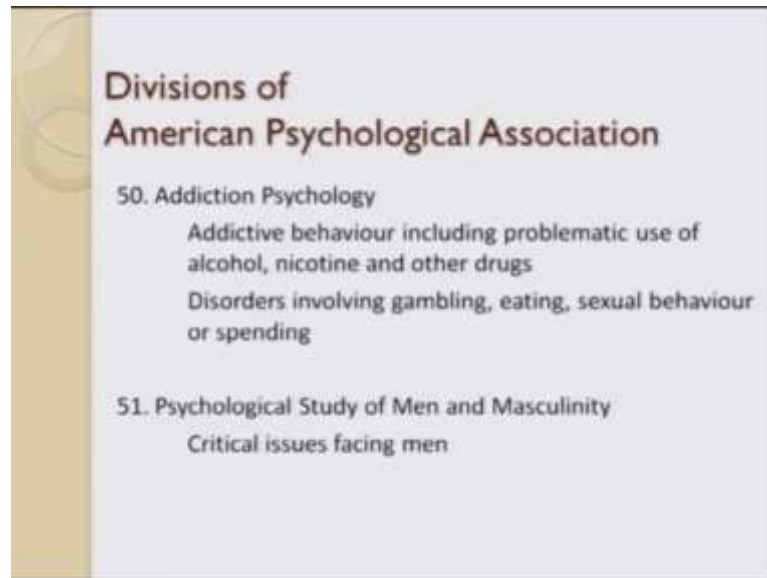 Divisions of
American Psychological Association
50. Addiction Psychology
Addictive behaviour including problematic use of
alcohol, nicotine and other drugs
Disorders involving gambling, eating, sexual behaviour
or spending
51. Psychological Study of Men and Masculinity
Critical issues facing men